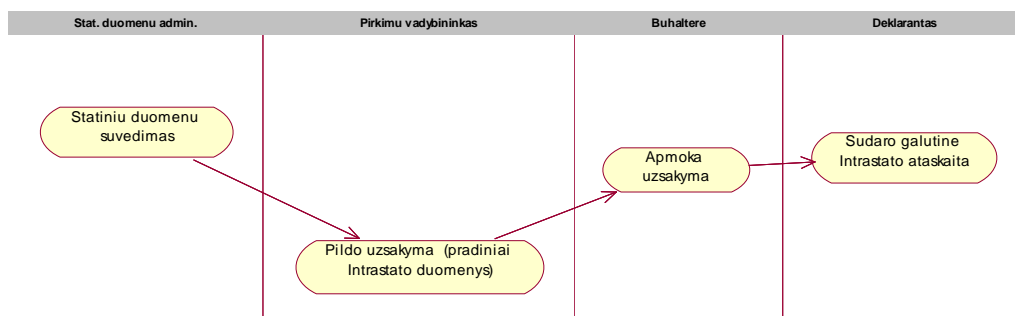 Stat. duomenu admin.
Pirkimu vadybininkas
Buhaltere
Deklarantas
Statiniu duomenu
suvedimas
Pildo uzsakyma (pradiniai
Intrastato duomenys)
Apmoka
uzsakyma
Sudaro galutine
Intrastato ataskaita